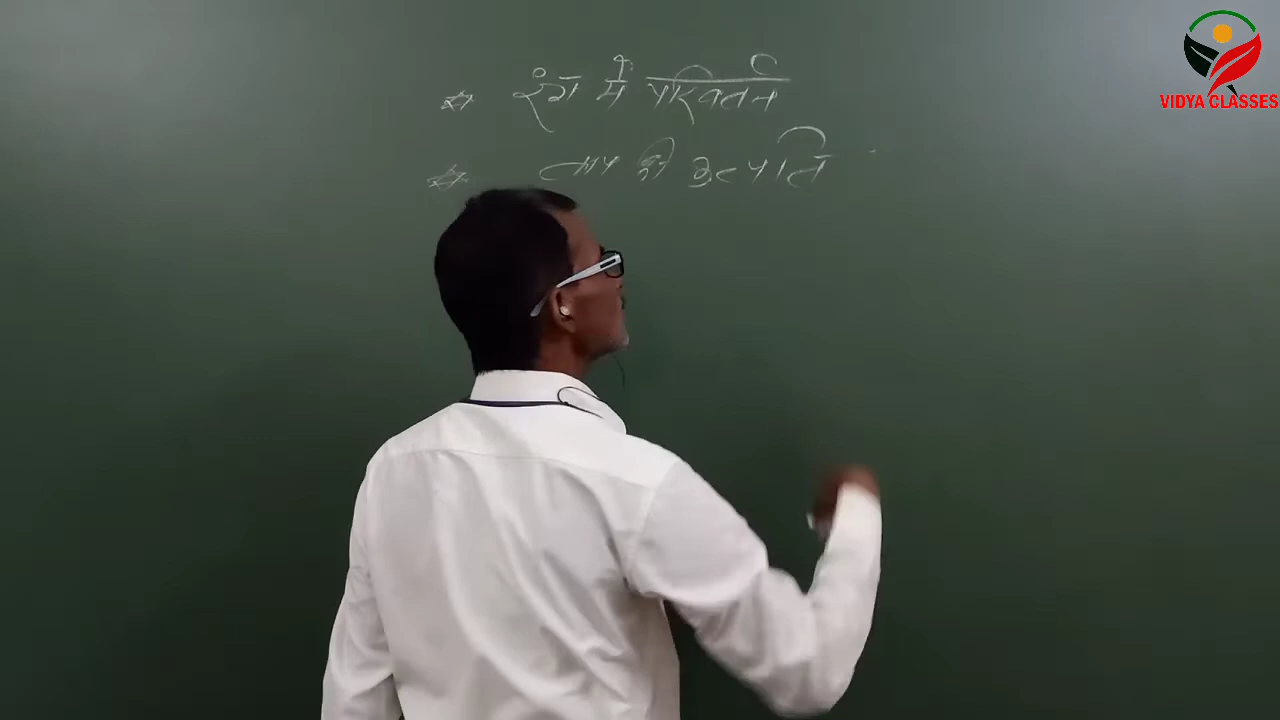 VIDYA CLASSES
☆ रंग में परिवर्तन
☆ ताप की उत्पति